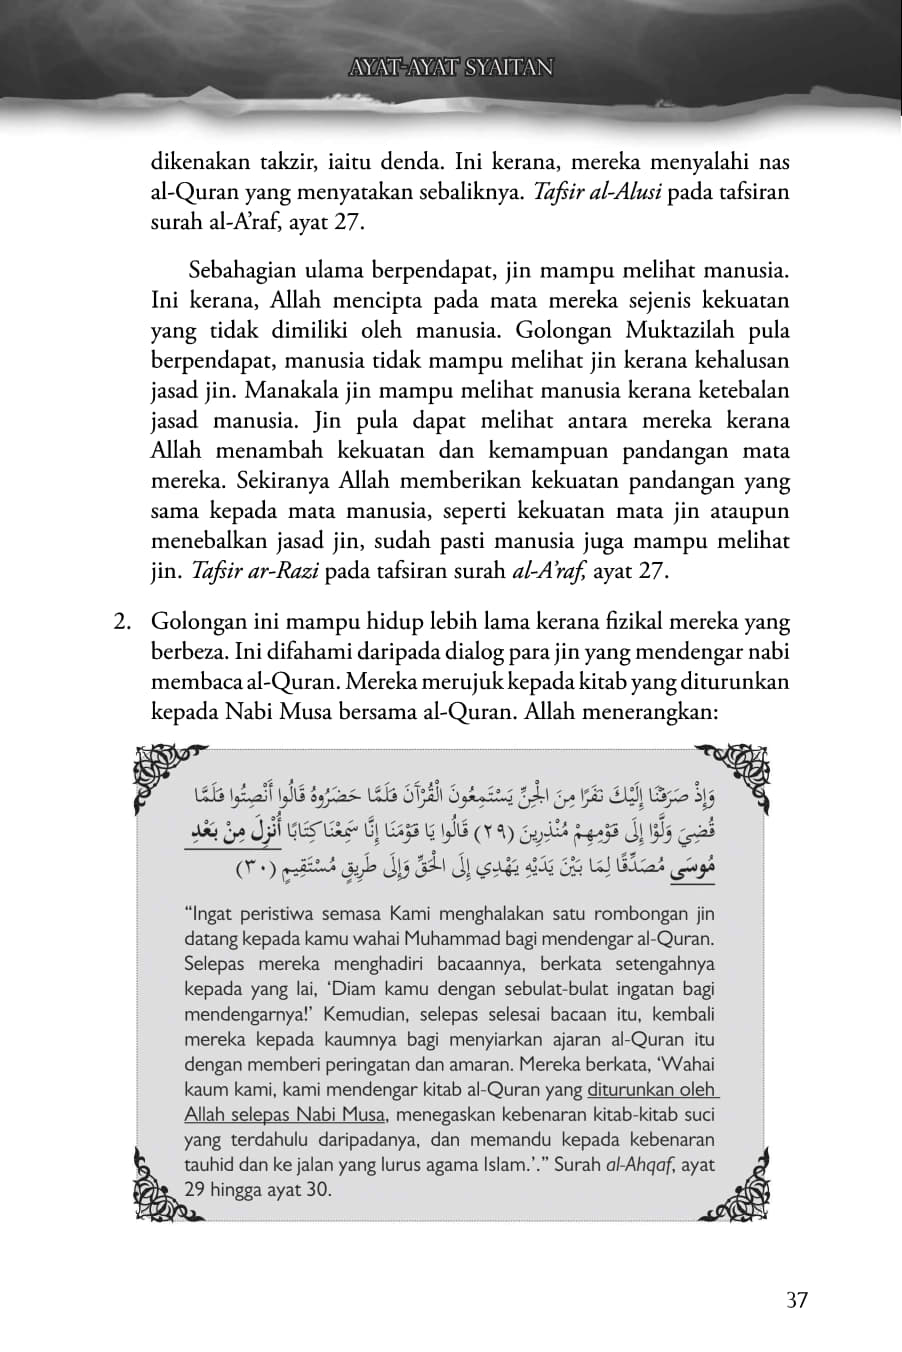 AYAT-AYAT SYAITAN
dikenakan takzir, iaitu denda. Ini kerana, mereka menyalahi nas
al-Quran yang menyatakan sebaliknya. Tafsir al-Alusi pada tafsiran
surah al-A’raf, ayat 27.
Sebahagian ulama berpendapat, jin mampu melihat manusia.
Ini kerana, Allah mencipta pada mata mereka sejenis kekuatan
yang tidak dimiliki oleh manusia. Golongan Muktazilah pula
berpendapat, manusia tidak mampu melihat jin kerana kehalusan
jasad jin. Manakala jin mampu melihat manusia kerana ketebalan
jasad manusia. Jin pula dapat melihat antara mereka kerana
Allah menambah kekuatan dan kemampuan pandangan mata
mereka. Sekiranya Allah memberikan kekuatan pandangan yang
sama kepada mata manusia, seperti kekuatan mata jin ataupun
menebalkan jasad jin, sudah pasti manusia juga mampu melihat
jin. Tafsir ar-Razi pada tafsiran surah al-A’raf, ayat 27.
2. Golongan ini mampu hidup lebih lama kerana fizikal mereka yang
berbeza. Ini difahami daripada dialog para jin yang mendengar nabi
membaca al-Quran. Mereka merujuk kepada kitab yang diturunkan
kepada Nabi Musa bersama al-Quran. Allah menerangkan:
وَإِذْ صَرَفْنَا إِلَيْكَ نَفَرًا مِنَ الْجِنِّ يَسْتَمِعُونَ الْقُرْآنَ فَلَمَّا حَضَرُوهُ قَالُوا أَنْصِتُوا فَلَمَّا
قُضِيَ وَلَّوْا إِلَى قَوْمِهِمْ مُنْذِرِينَ (٢٩) قَالُوا يَا قَوْمَنَا إِنَّا سَمِعْنَا كِتَابًا أُنْزِلَ مِنْ بَعْدِ
مُوسَى مُصَدِّقًا لِمَا بَيْنَ يَدَيْهِ يَهْدِي إِلَى الْحَقِّ وَإِلَى طَرِيقٍ مُسْتَقِيمٍ (٣٠)
“Ingat peristiwa semasa Kami menghalakan satu rombongan jin
datang kepada kamu wahai Muhammad bagi mendengar al-Quran.
Selepas mereka menghadiri bacaannya, berkata setengahnya
kepada yang lai, ‘Diam kamu dengan sebulat-bulat ingatan bagi
mendengarnya!’ Kemudian, selepas selesai bacaan itu, kembali
mereka kepada kaumnya bagi menyiarkan ajaran al-Quran itu
dengan memberi peringatan dan amaran. Mereka berkata, ‘Wahai
kaum kami, kami mendengar kitab al-Quran yang diturunkan oleh
Allah selepas Nabi Musa, menegaskan kebenaran kitab-kitab suci
yang terdahulu daripadanya, dan memandu kepada kebenaran
tauhid dan ke jalan yang lurus agama Islam.’.” Surah al-Ahqaf, ayat
29 hingga ayat 30.
37